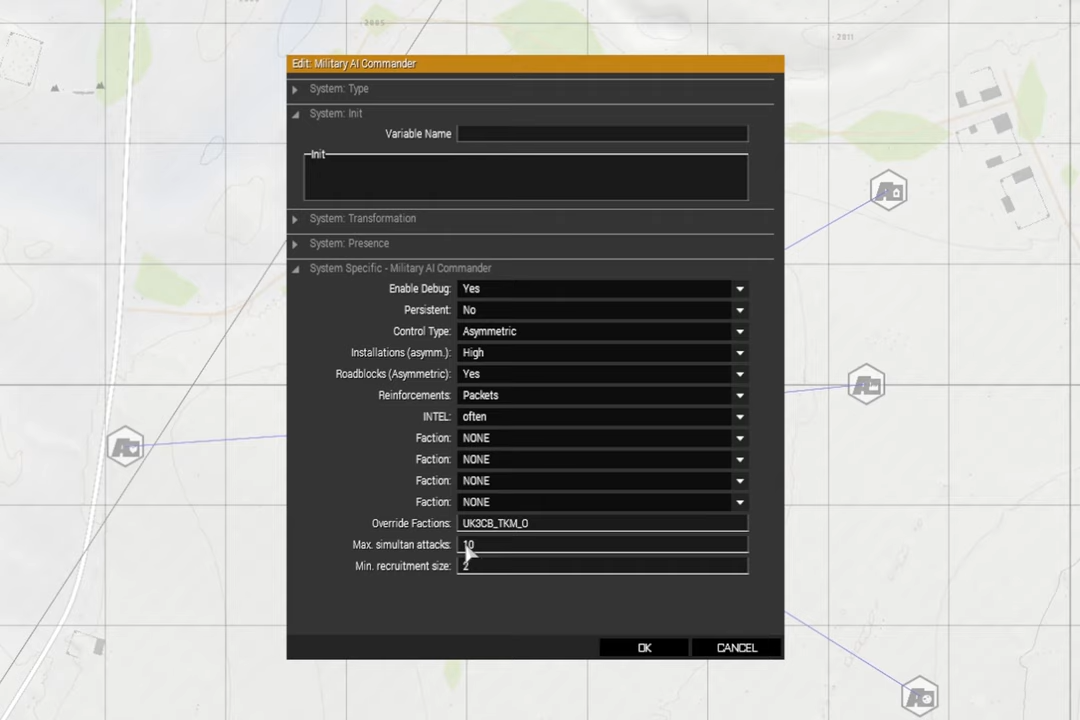 2005
2011
Edit: Military AI Commander
System: Type
System: Init
Variable Name
Init
System: Transformation
System: Presence
System Specific - Military AI Commander
Enable Debug: Yes
Persistent: No
Control Type: Asymmetric
Installations (asymm.): High
Roadblocks (Asymmetric): Yes
Reinforcements: Packets
INTEL: often
Faction: NONE
Faction: NONE
Faction: NONE
Faction: NONE
Override Factions: UK3CB_TKM_O
Max. simultan attacks: 10
Min. recruitment size: 2
OK CANCEL